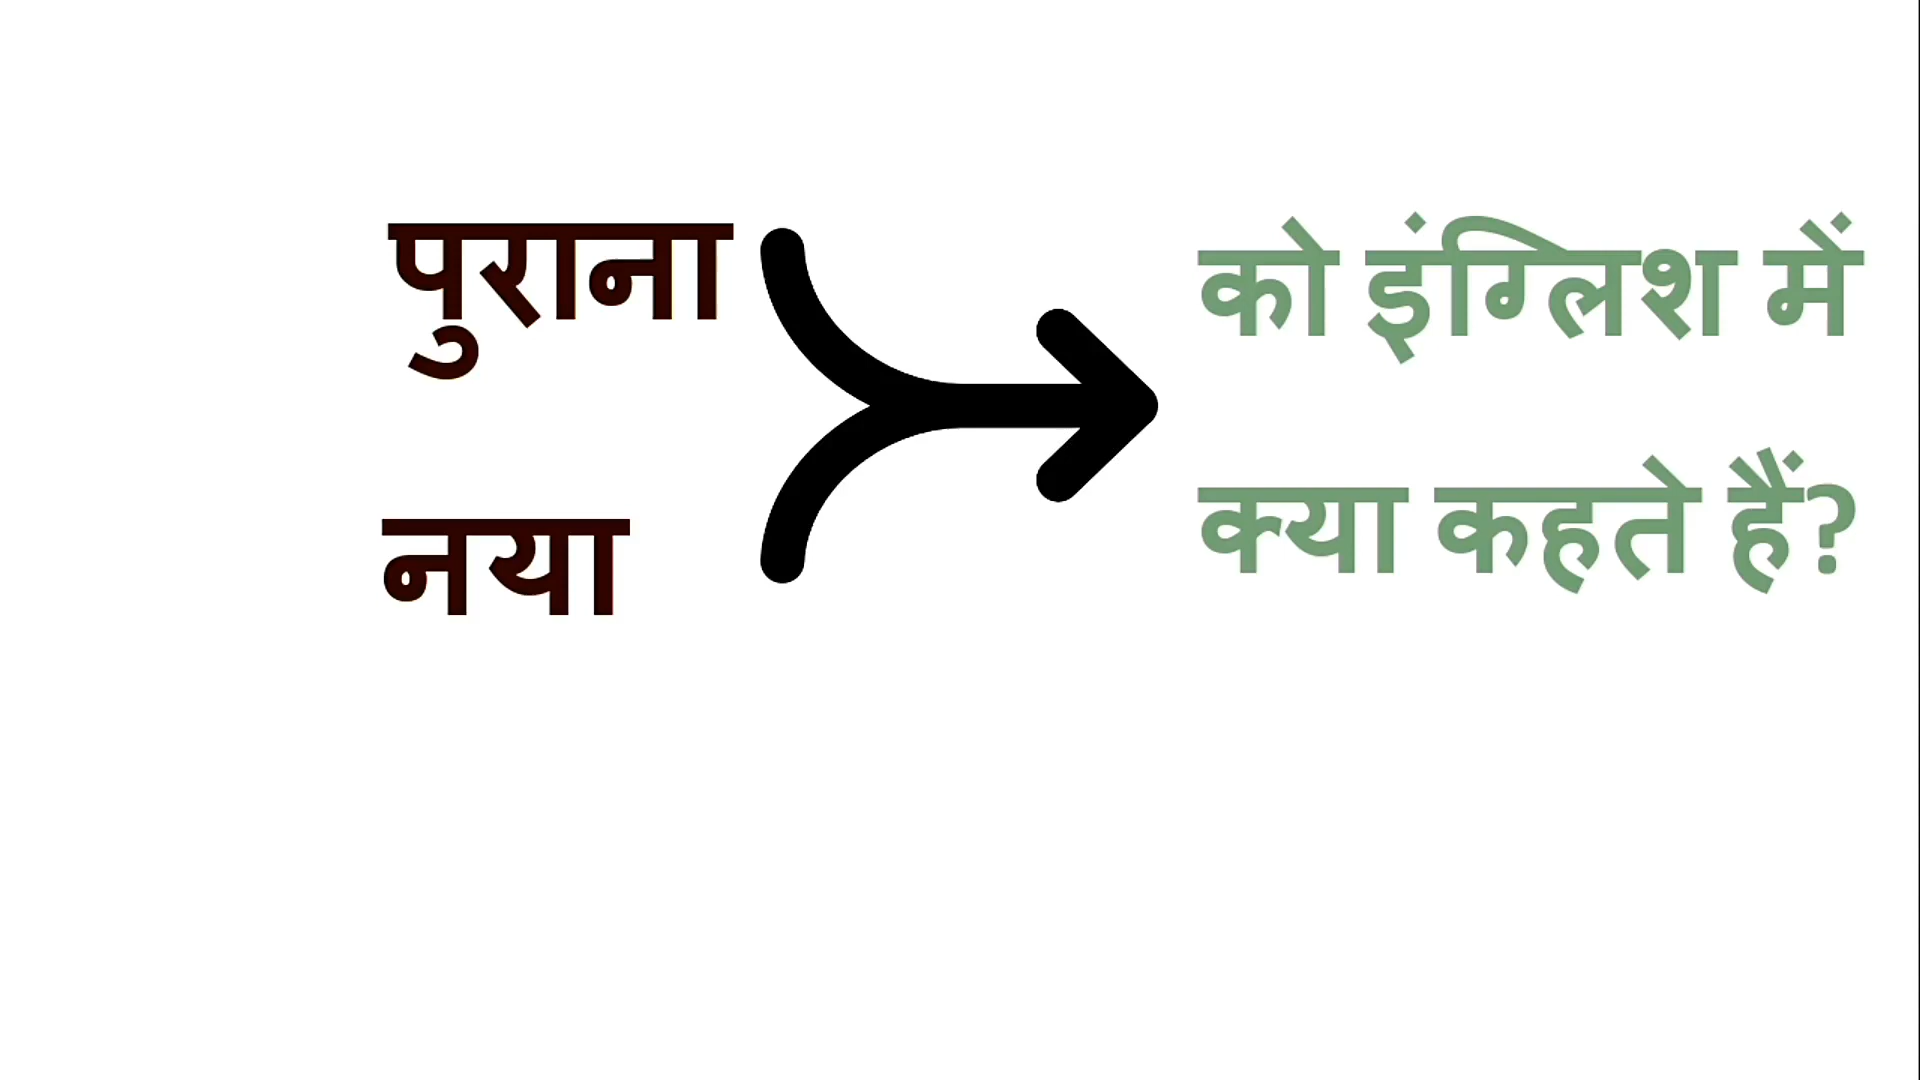 पुराना
नया
को इंग्लिश में
क्या कहते हैं?